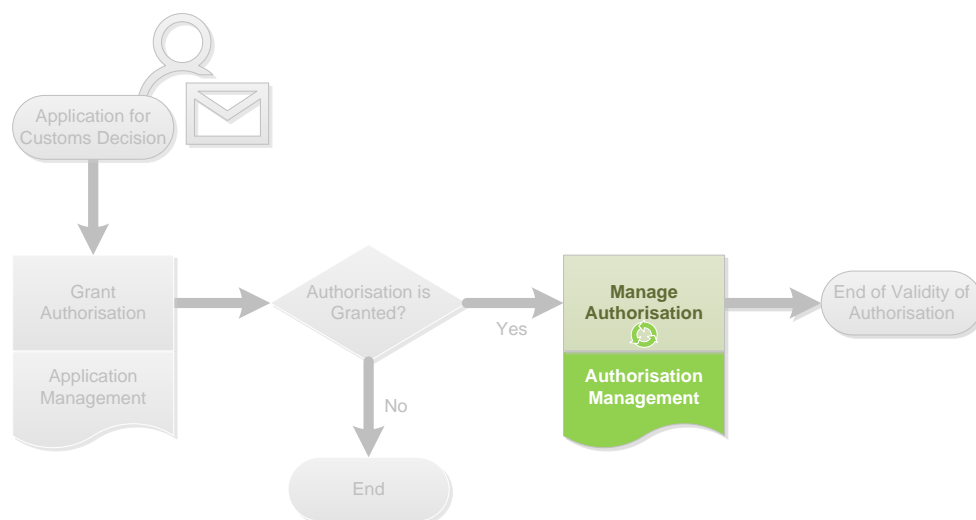 Application for
Customs Decision
Grant
Authorisation
Application
Management
Authorisation is
Granted?
Yes
No
End
Manage
Authorisation
Authorisation
Management
End of Validity of
Authorisation